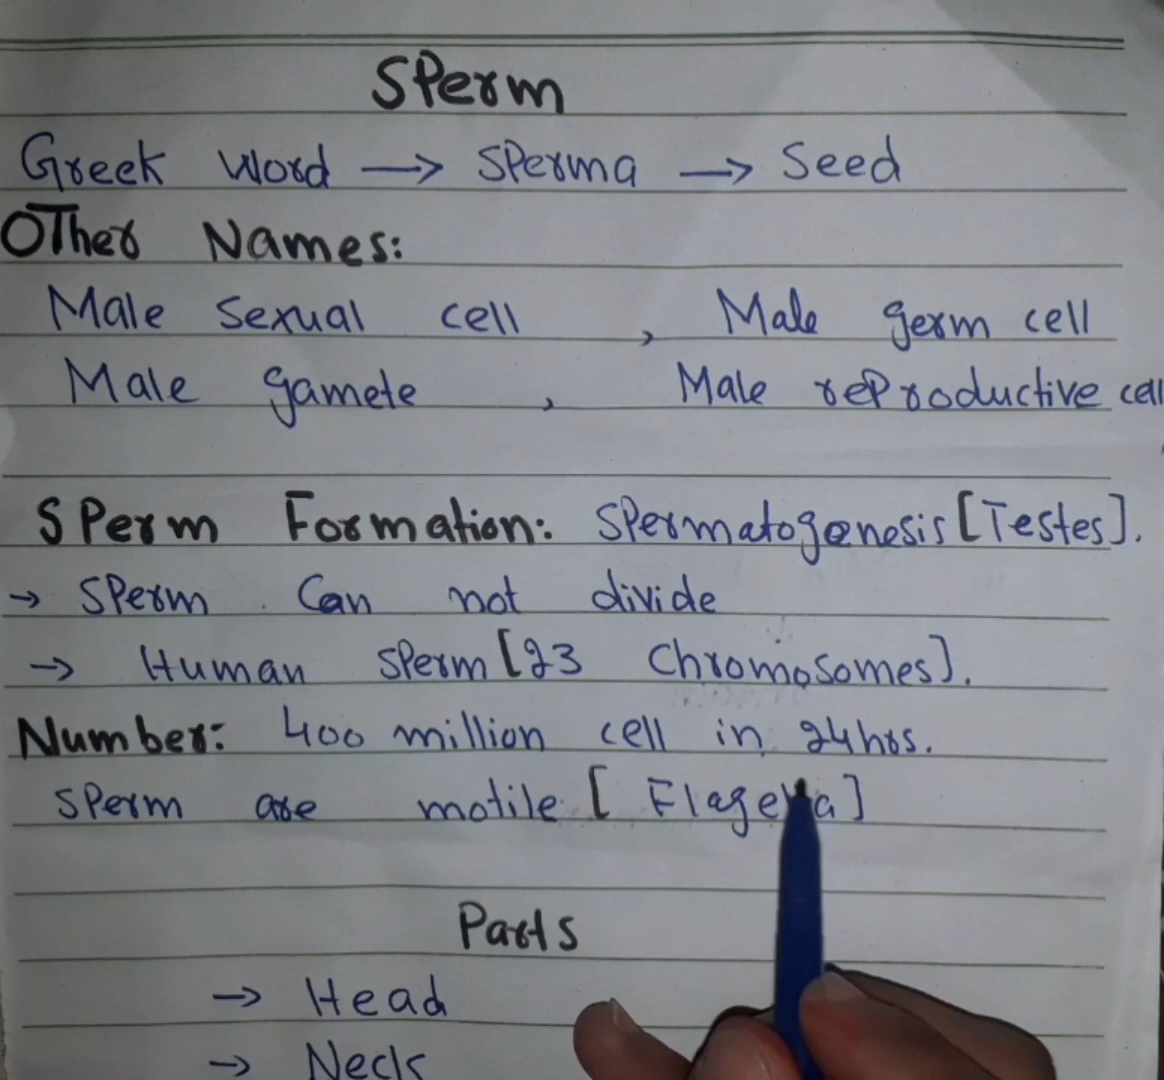 Sperm
Greek word → sperma → Seed
Other Names:
Male sexual cell , Male germ cell
Male gamete , Male reproductive cell
Sperm Formation: Spermatogenesis [Testes].
→ Sperm can not divide
→ Human sperm [23 Chromosomes].
Number: 400 million cell in 24hrs.
Sperm are motile [ Flagella]
Parts
→ Head
→ Neck